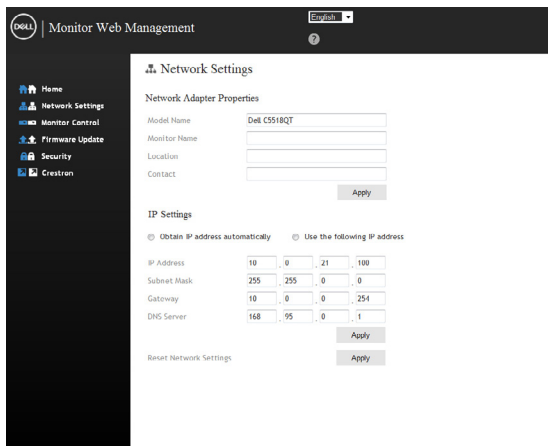 DELL
Monitor Web Management
English
?
Home
Network Settings
Monitor Control
Firmware Update
Security
Crestron
Network Settings
Network Adapter Properties
Model Name Dell C5518QT
Monitor Name
Location
Contact
Apply
IP Settings
Obtain IP address automatically Use the following IP address
IP Address 10 . 0 . 21 . 100
Subnet Mask 255 . 255 . 0 . 0
Gateway 10 . 0 . 0 . 254
DNS Server 168 . 95 . 0 . 1
Apply
Reset Network Settings Apply